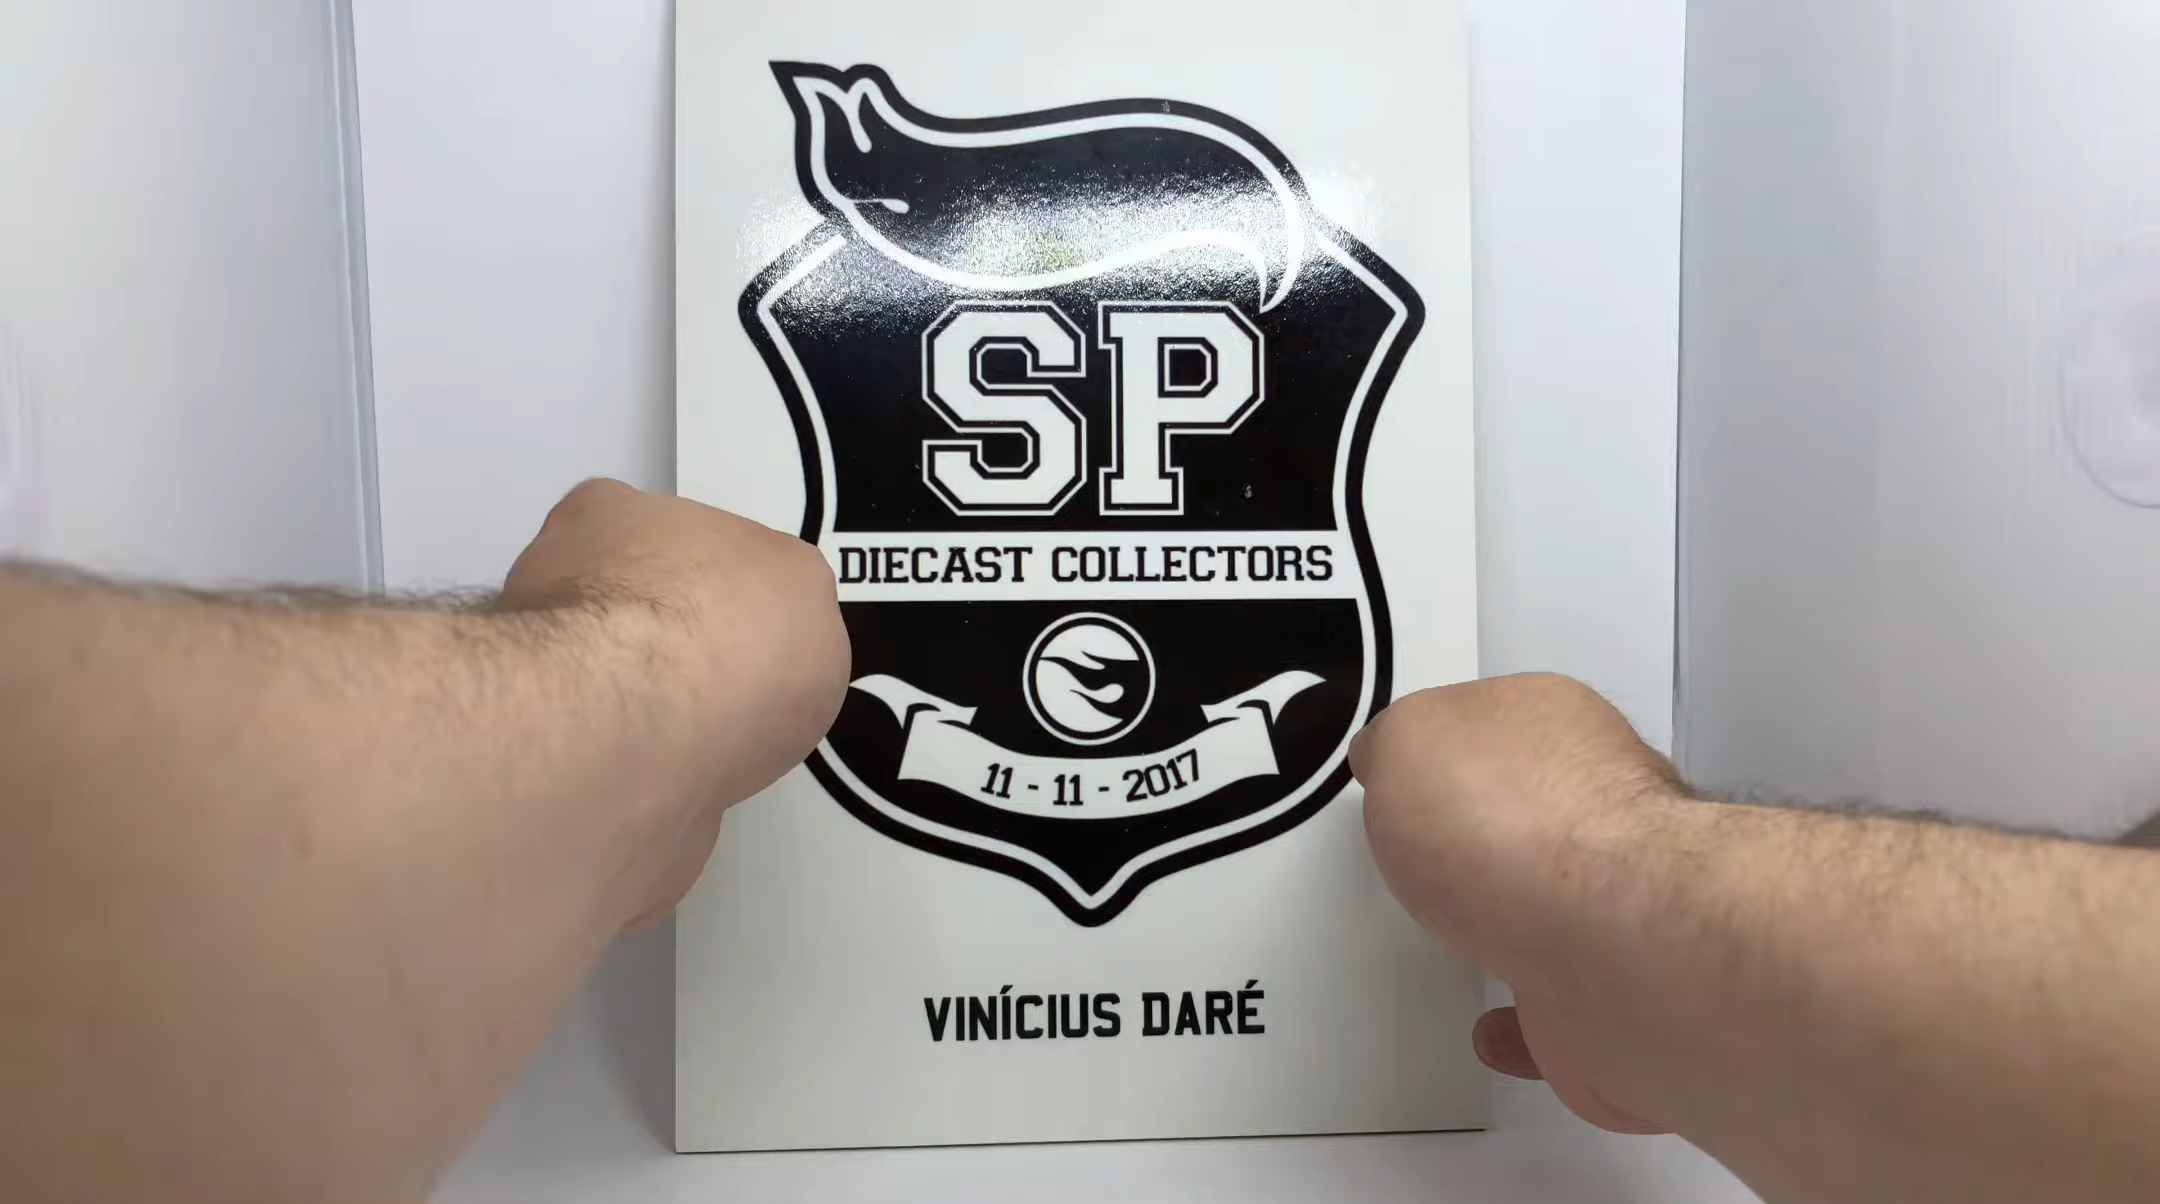 SP
DIECAST COLLECTORS
11 - 11 - 2017
VINÍCIUS DARÉ